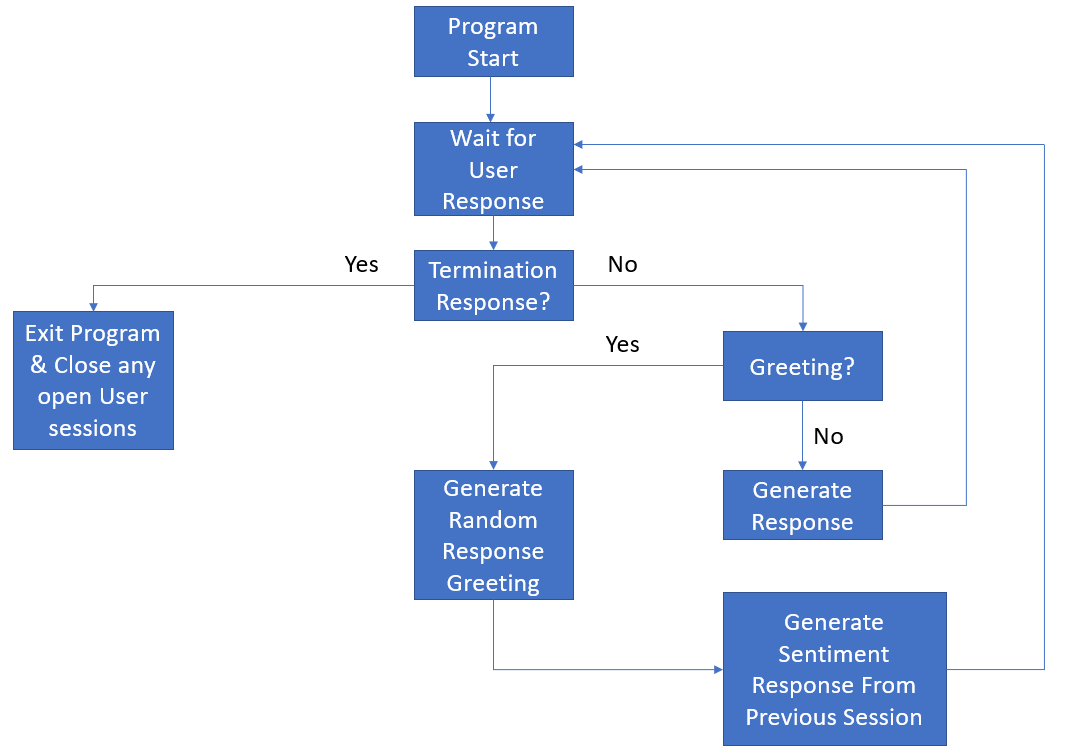 Program
Start
Wait for
User
Response
Yes
Termination
Response?
No
Exit Program
& Close any
open User
sessions
Yes
Greeting?
No
Generate
Random
Response
Greeting
Generate
Response
Generate
Sentiment
Response From
Previous Session